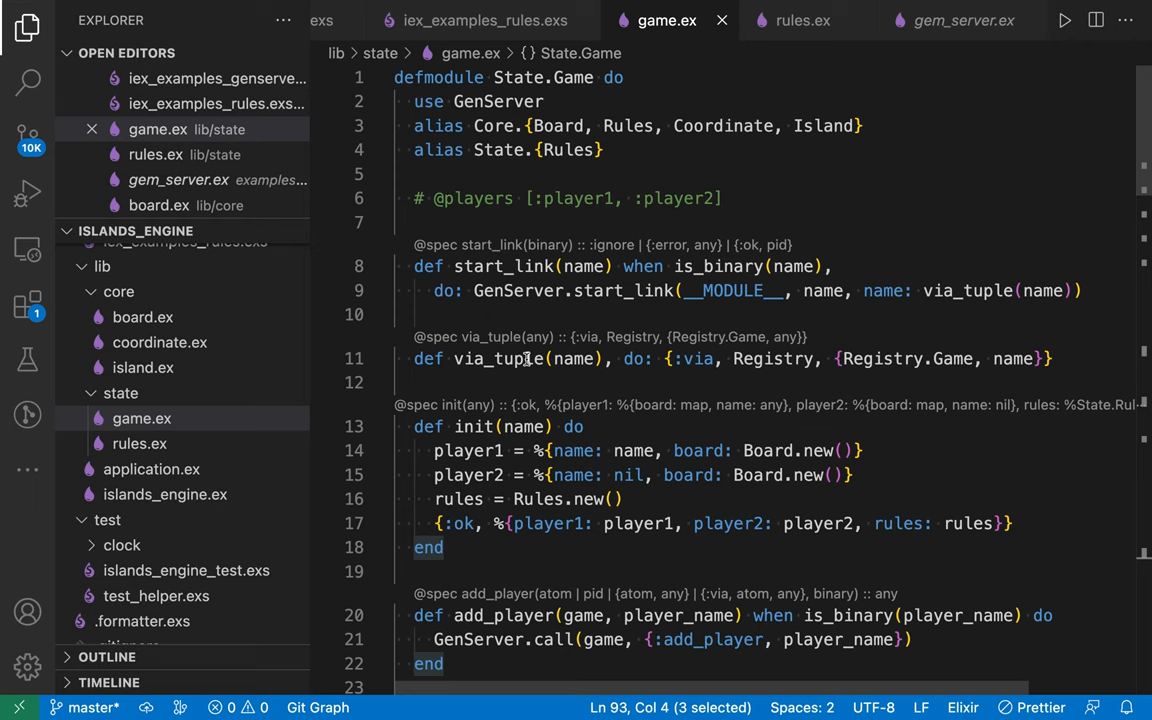 EXPLORER
OPEN EDITORS
iex_examples_genserve...
iex_examples_rules.exs...
game.ex lib/state
rules.ex lib/state
gem_server.ex examples...
board.ex lib/core
ISLANDS_ENGINE
iex_examples_rules.exs
lib
core
board.ex
coordinate.ex
island.ex
state
game.ex
rules.ex
application.ex
islands_engine.ex
test
clock
islands_engine_test.exs
test_helper.exs
.formatter.exs
.gitignore
OUTLINE
TIMELINE
10K
1
exs
iex_examples_rules.exs
game.ex
rules.ex
gem_server.ex
lib > state > game.ex > {} State.Game
1 defmodule State.Game do
2 use GenServer
3 alias Core.{Board, Rules, Coordinate, Island}
4 alias State.{Rules}
5
6 # @players [:player1, :player2]
7
@spec start_link(binary) :: :ignore | {:error, any} | {:ok, pid}
8 def start_link(name) when is_binary(name),
9 do: GenServer.start_link(__MODULE__, name, name: via_tuple(name))
10
@spec via_tuple(any) :: {:via, Registry, {Registry.Game, any}}
11 def via_tuple(name), do: {:via, Registry, {Registry.Game, name}}
12
@spec init(any) :: {:ok, %{player1: %{board: map, name: any}, player2: %{board: map, name: nil}, rules: %State.Rul
13 def init(name) do
14 player1 = %{name: name, board: Board.new()}
15 player2 = %{name: nil, board: Board.new()}
16 rules = Rules.new()
17 {:ok, %{player1: player1, player2: player2, rules: rules}}
18 end
19
@spec add_player(atom | pid | {atom, any} | {:via, atom, any}, binary) :: any
20 def add_player(game, player_name) when is_binary(player_name) do
21 GenServer.call(game, {:add_player, player_name})
22 end
23
master* 0 0 Git Graph Ln 93, Col 4 (3 selected) Spaces: 2 UTF-8 LF Elixir Prettier